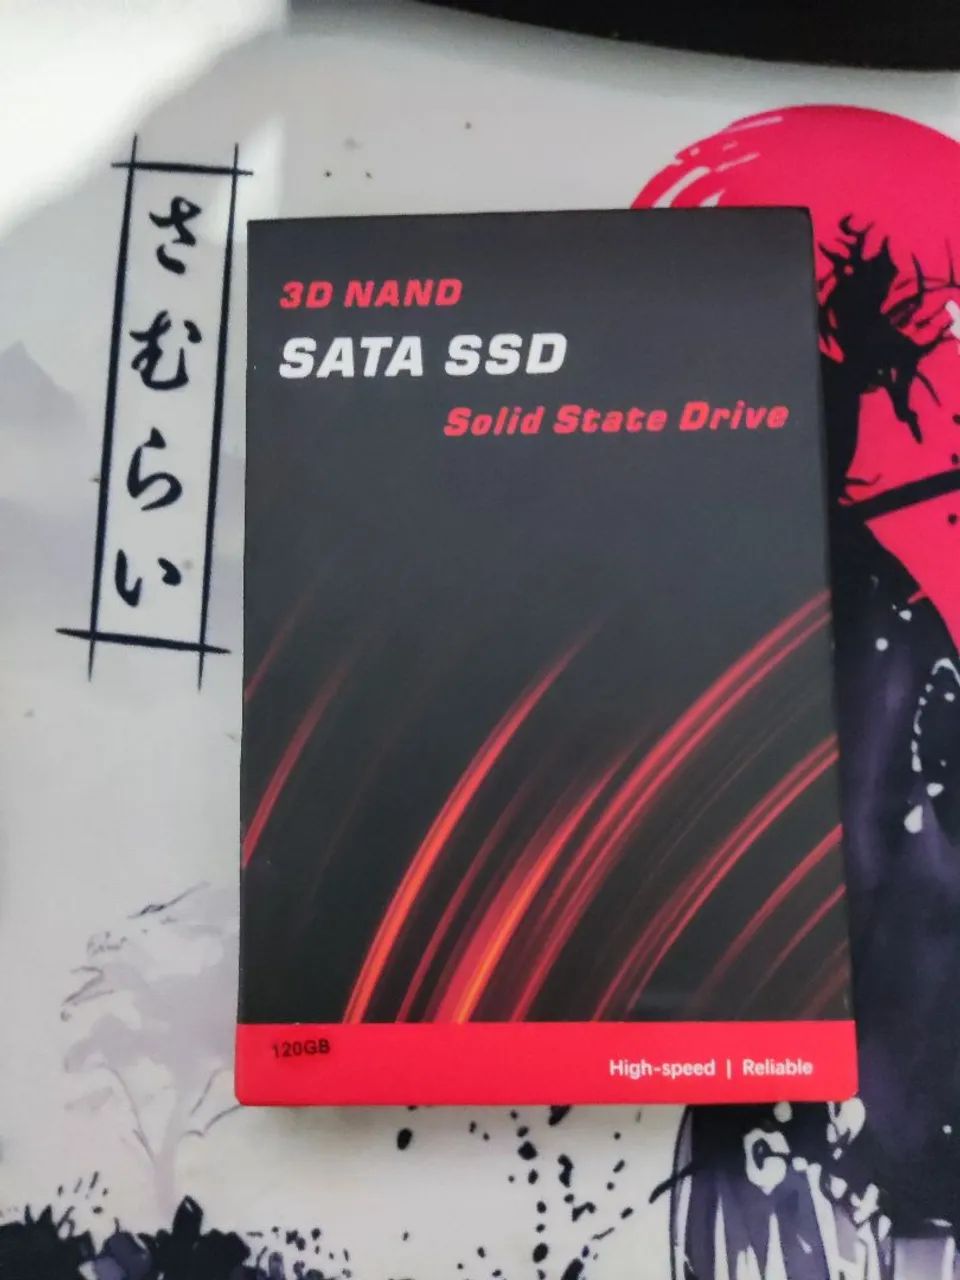 さむらい
3D NAND
SATA SSD
Solid State Drive
120GB
High-speed | Reliable